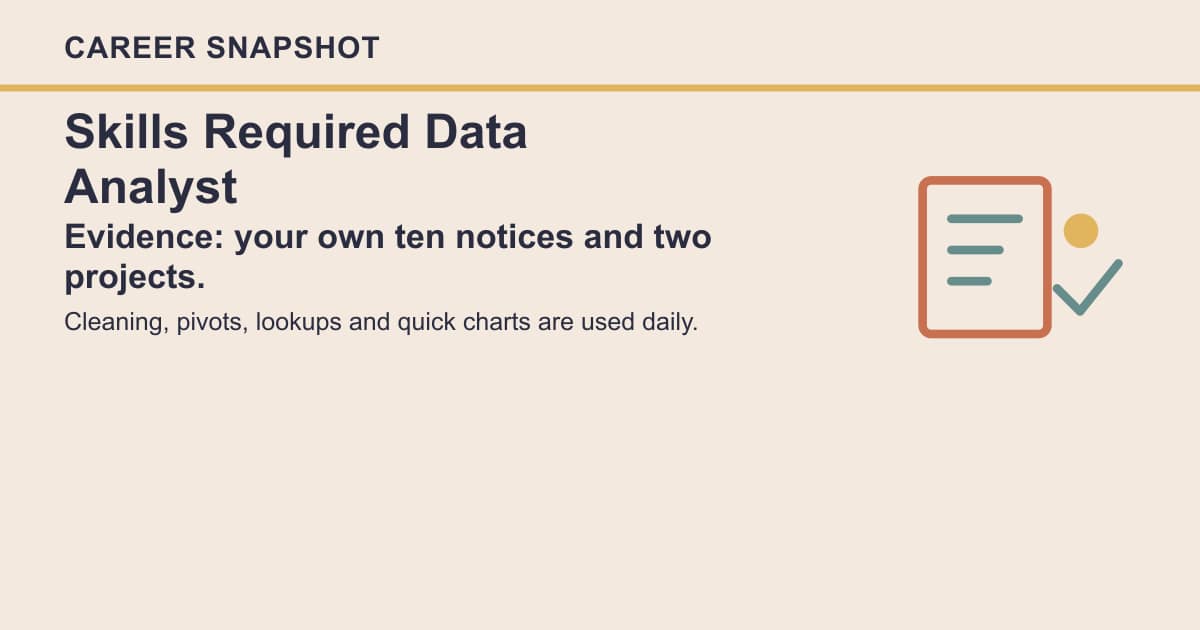 CAREER SNAPSHOT
Skills Required Data
Analyst
Evidence: your own ten notices and two
projects.
Cleaning, pivots, lookups and quick charts are used daily.